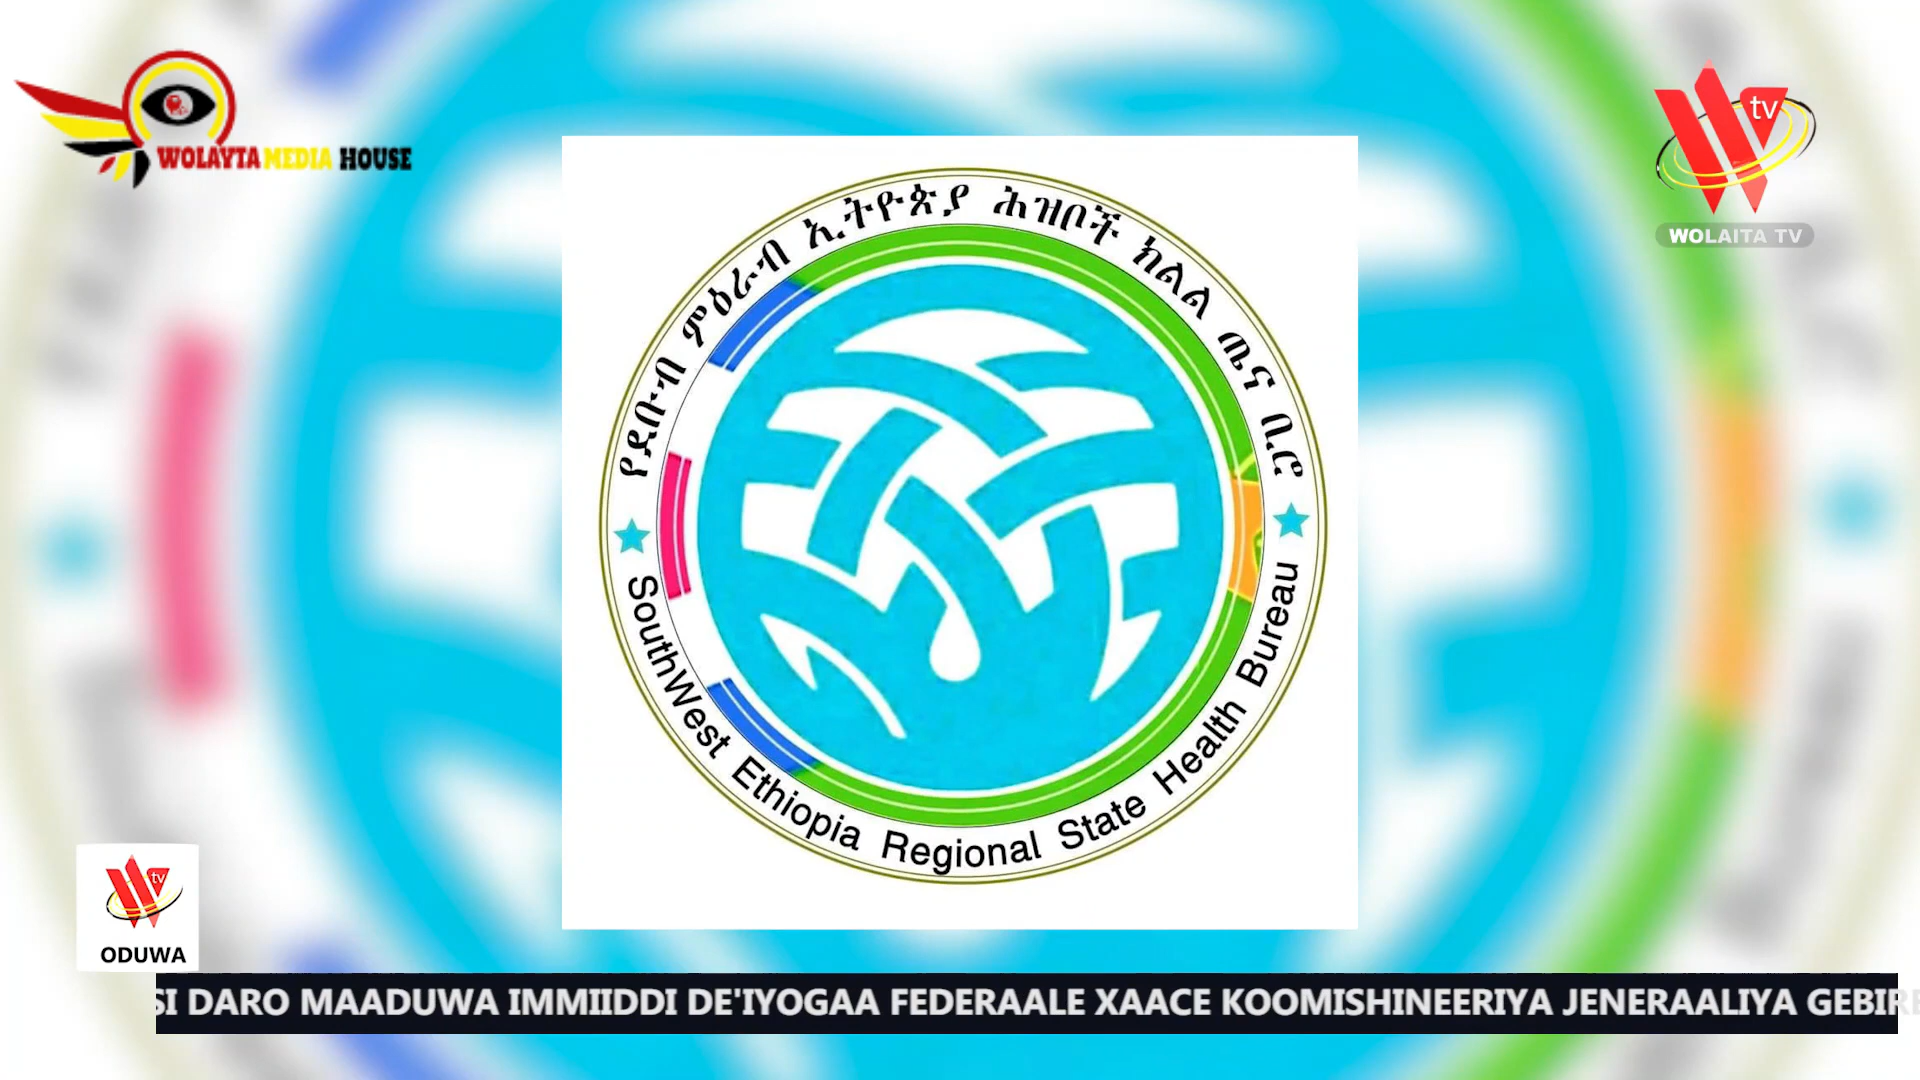 WOLAYTA MEDIA HOUSE
tv
WOLAITA TV
የደቡብ ምዕራብ ኢትዮጵያ ሕዝቦች ክልል ጤና ቢሮ
SouthWest Ethiopia Regional State Health Bureau
tv
ODUWA
DARO MAADUWA IMMIIDDI DE'IYOGAA FEDERAALE XAACE KOOMISHINEERIYA JENERAALIYA